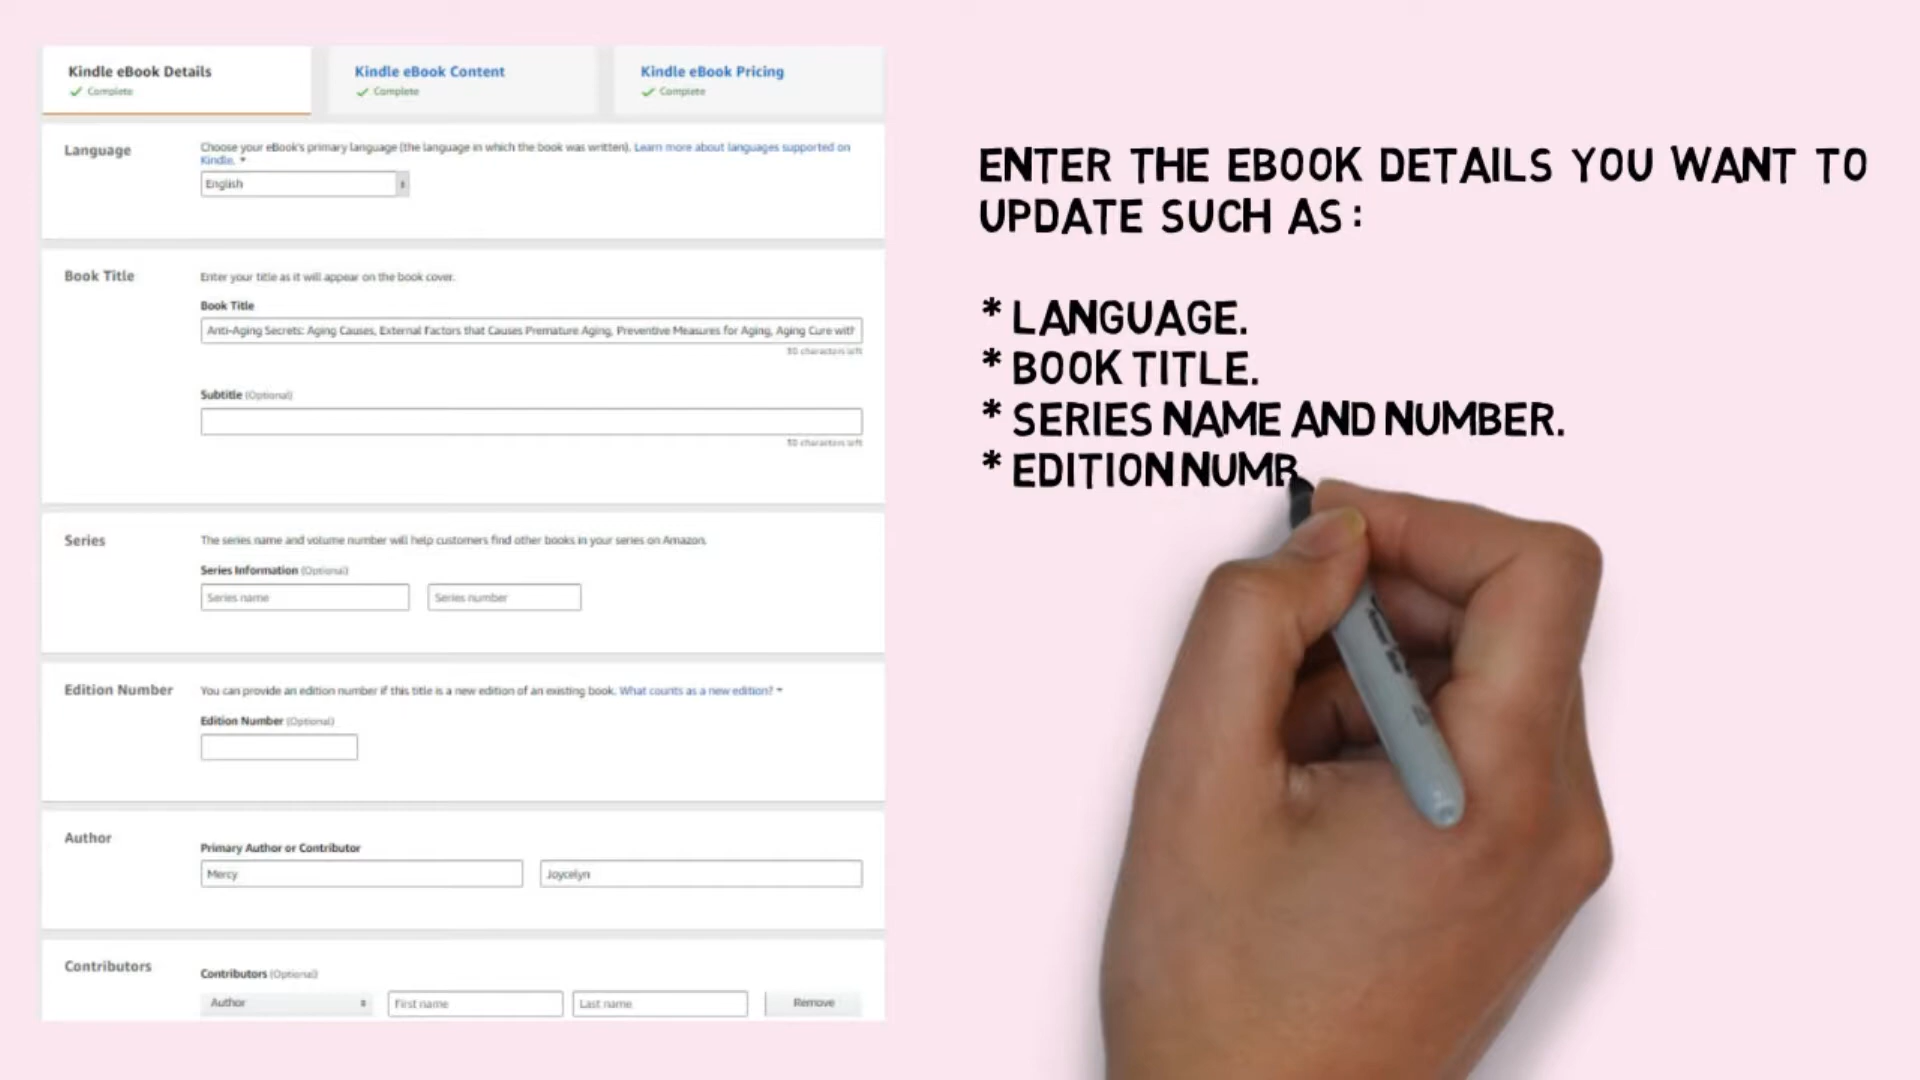 Kindle eBook Details
Complete
Kindle eBook Content
Complete
Kindle eBook Pricing
Complete
Language
Choose your eBook's primary language (the language in which the book was written). Learn more about languages supported on
Kindle.
English
Book Title
Enter your title as it will appear on the book cover.
Book Title
Anti-Aging Secrets: Aging Causes, External Factors that Causes Premature Aging, Preventive Measures for Aging, Aging Cure with
characters left
Subtitle (Optional)
characters left
Series
The series name and volume number will help customers find other books in your series on Amazon.
Series Information (Optional)
Series name
Series number
Edition Number
You can provide an edition number if this title is a new edition of an existing book. What counts as a new edition?
Edition Number (Optional)
Author
Primary Author or Contributor
Mercy
Joycelyn
Contributors
Contributors (Optional)
Author
First name
Last name
Remove
ENTER THE EBOOK DETAILS YOU WANT TO
UPDATE SUCH AS:
* LANGUAGE.
* BOOK TITLE.
* SERIES NAME AND NUMBER.
* EDITION NUMB